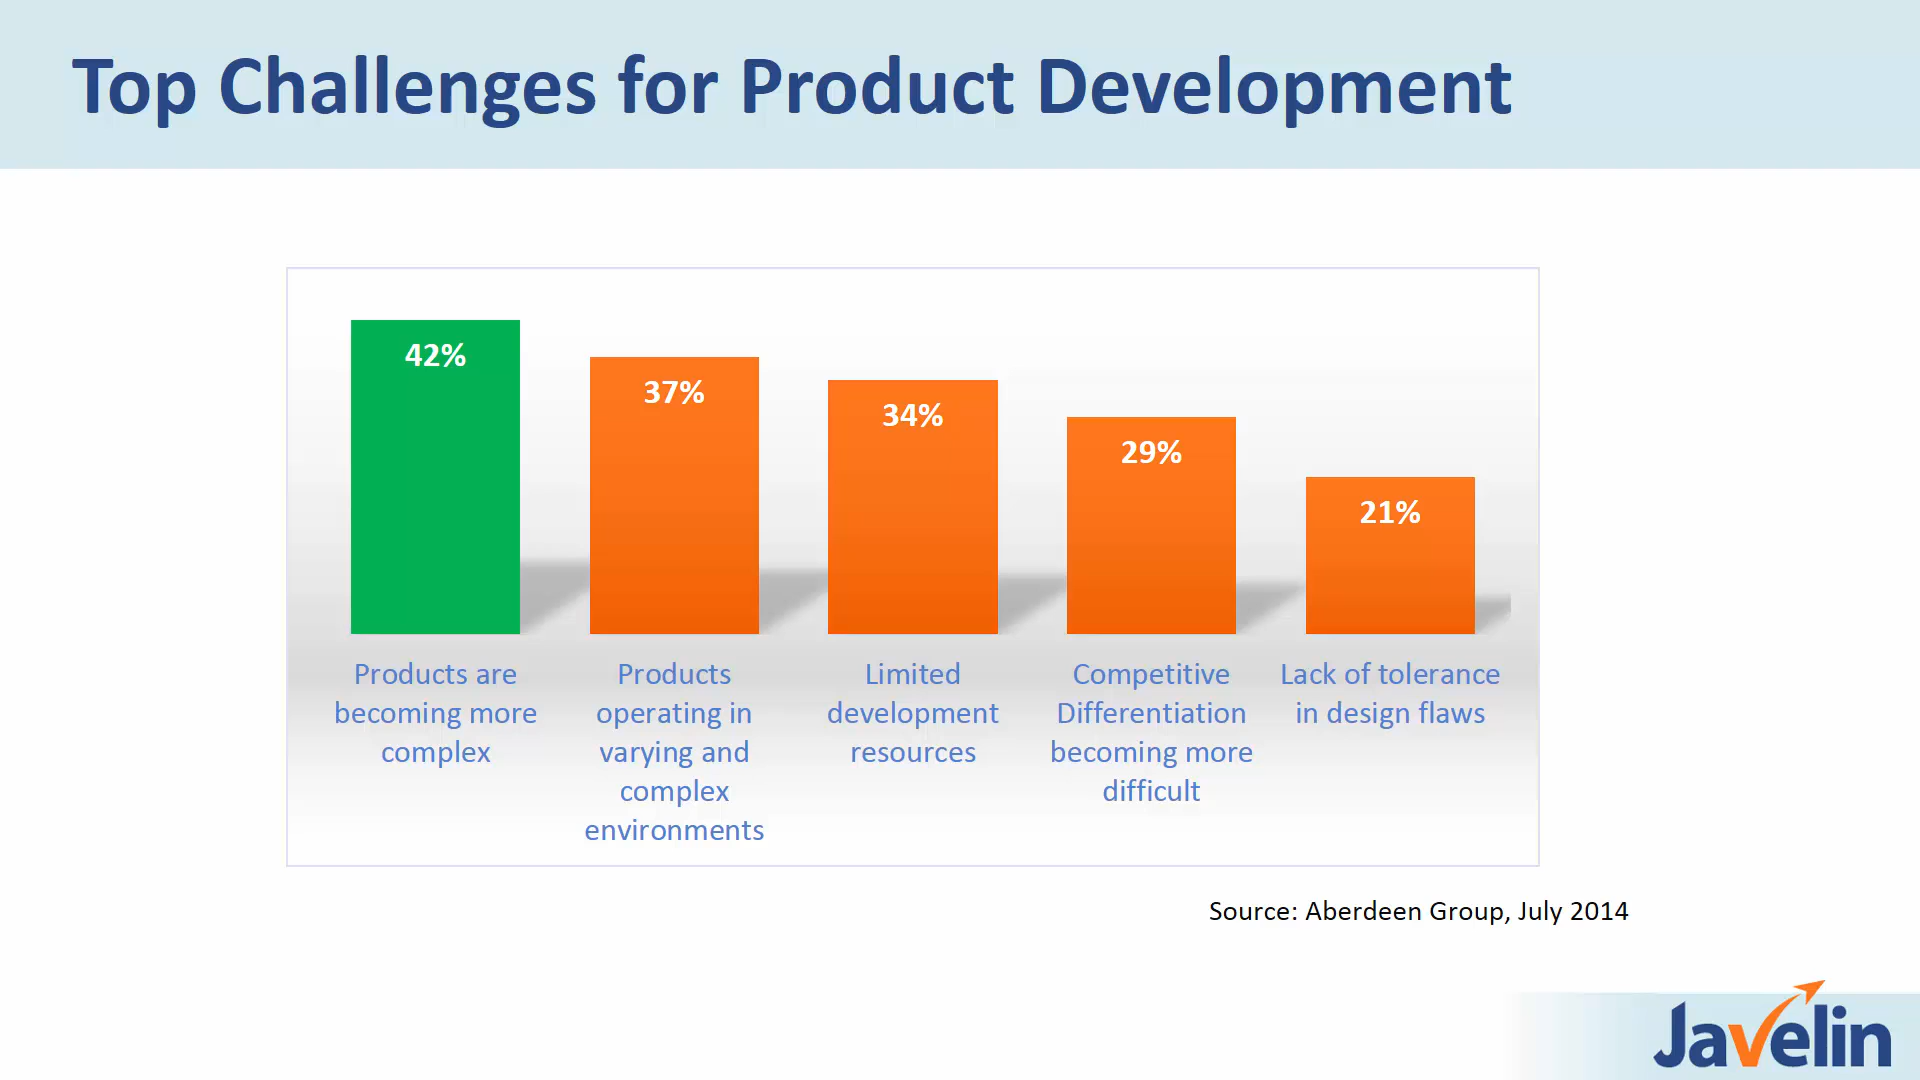 Top Challenges for Product Development
42%
37%
34%
29%
21%
Products are
becoming more
complex
Products
operating in
varying and
complex
environments
Limited
development
resources
Competitive
Differentiation
becoming more
difficult
Lack of tolerance
in design flaws
Source: Aberdeen Group, July 2014
Javelin